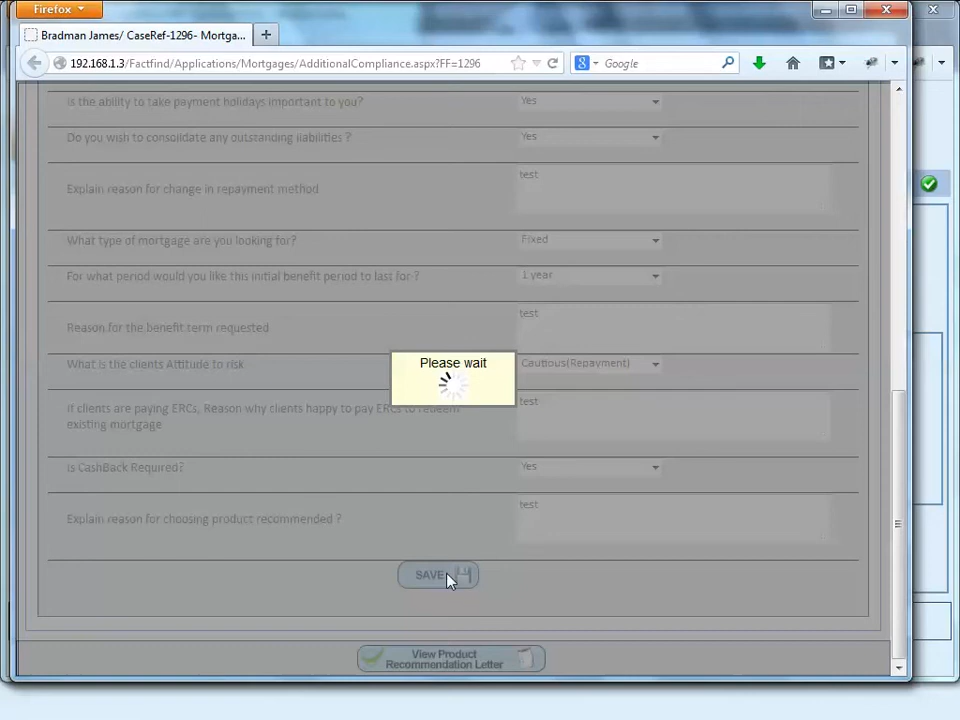 Firefox
Bradman James/ CaseRef-1296- Mortga...
192.168.1.3/Factfind/Applications/Mortgages/AdditionalCompliance.aspx?FF=1296
Google
Is the ability to take payment holidays important to you?
Yes
Do you wish to consolidate any outstanding liabilities ?
Yes
Explain reason for change in repayment method
test
What type of mortgage are you looking for?
Fixed
For what period would you like this initial benefit period to last for ?
1 year
Reason for the benefit term requested
test
Please wait
What is the clients Attitude to risk
Cautious(Repayment)
If clients are paying ERCs, Reason why clients happy to pay ERCs to redeem
existing mortgage
test
Is CashBack Required?
Yes
Explain reason for choosing product recommended ?
test
SAVE
View Product
Recommendation Letter